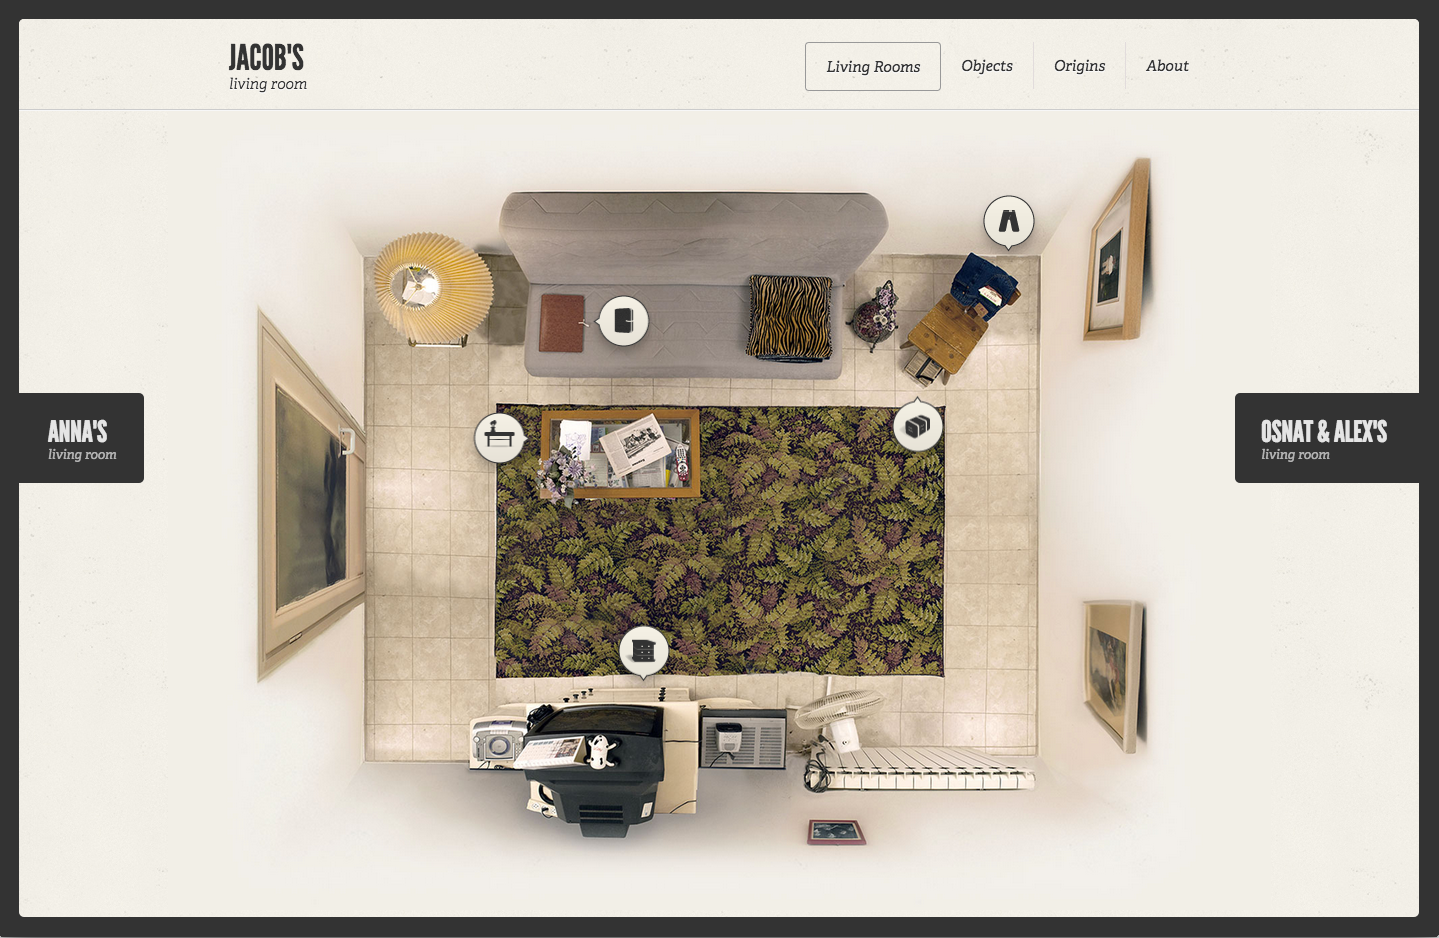 JACOB'S
living room
Living Rooms
Objects
Origins
About
ANNA'S
living room
OSNAT & ALEX'S
living room